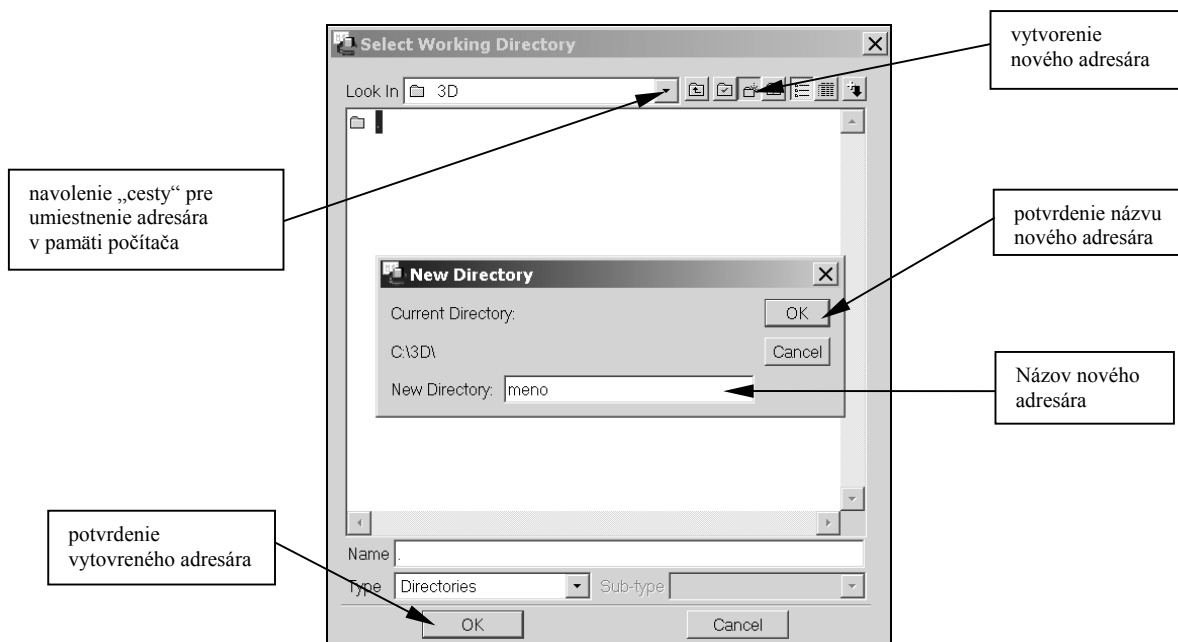 Select Working Directory
vytvorenie
nového adresára
Look In 3D
navolenie „cesty“ pre
umiestnenie adresára
v pamäti počítača
potvrdenie názvu
nového adresára
New Directory
Current Directory:
OK
C:\3D\
Cancel
New Directory: meno
Názov nového
adresára
potvrdenie
vytovreného adresára
Name .
Type Directories Sub-type
OK Cancel